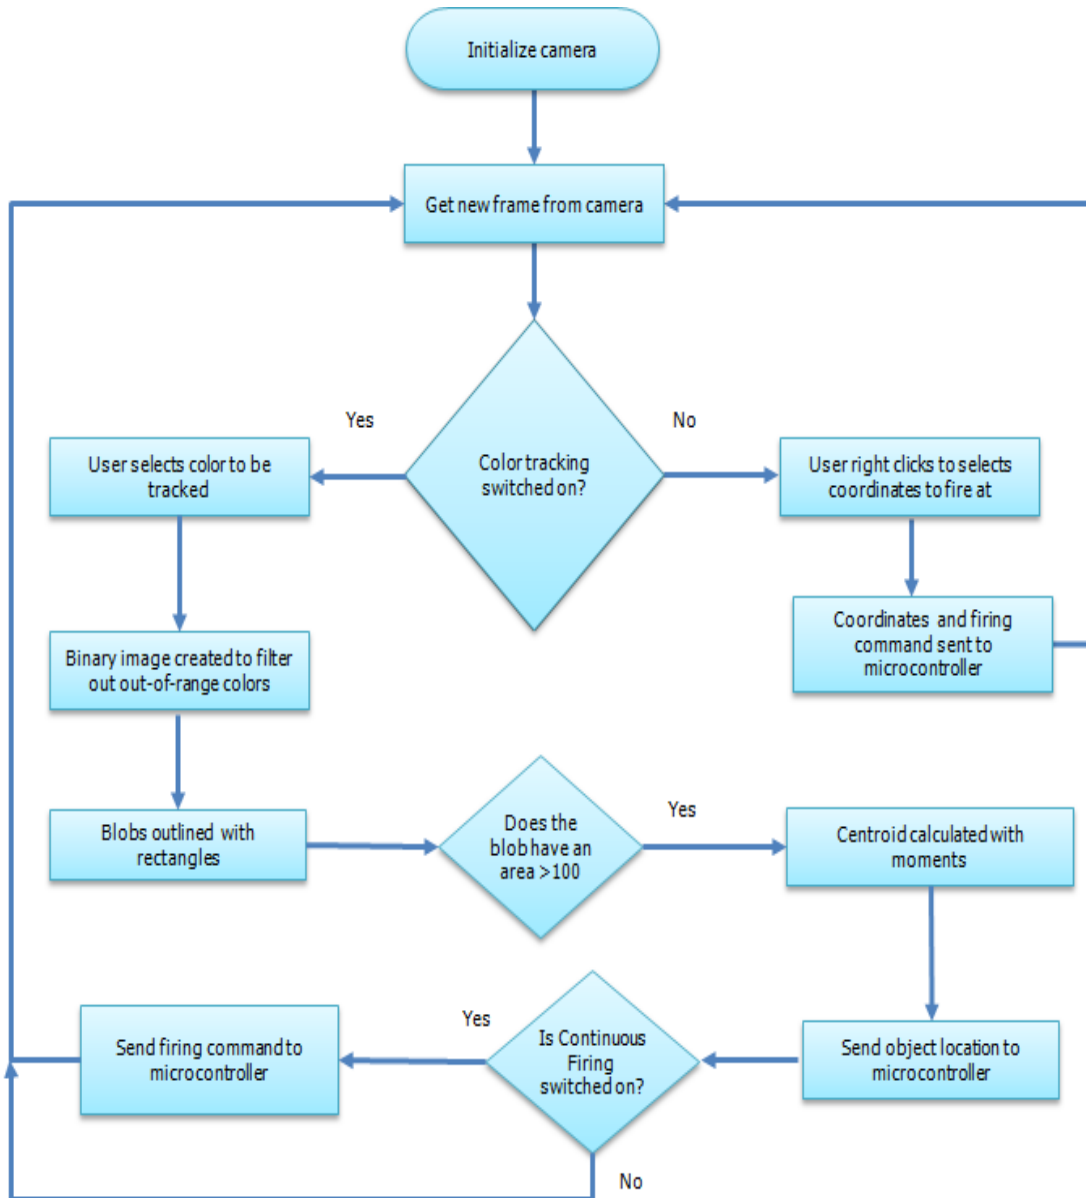 Initialize camera
Get new frame from camera
Yes
No
Color tracking
switched on?
User selects color to be
tracked
User right clicks to selects
coordinates to fire at
Coordinates and firing
command sent to
microcontroller
Binary image created to filter
out out-of-range colors
Blobs outlined with
rectangles
Does the
blob have an
area >100
Yes
Centroid calculated with
moments
Send object location to
microcontroller
Is Continuous
Firing
switched on?
Yes
Send firing command to
microcontroller
No